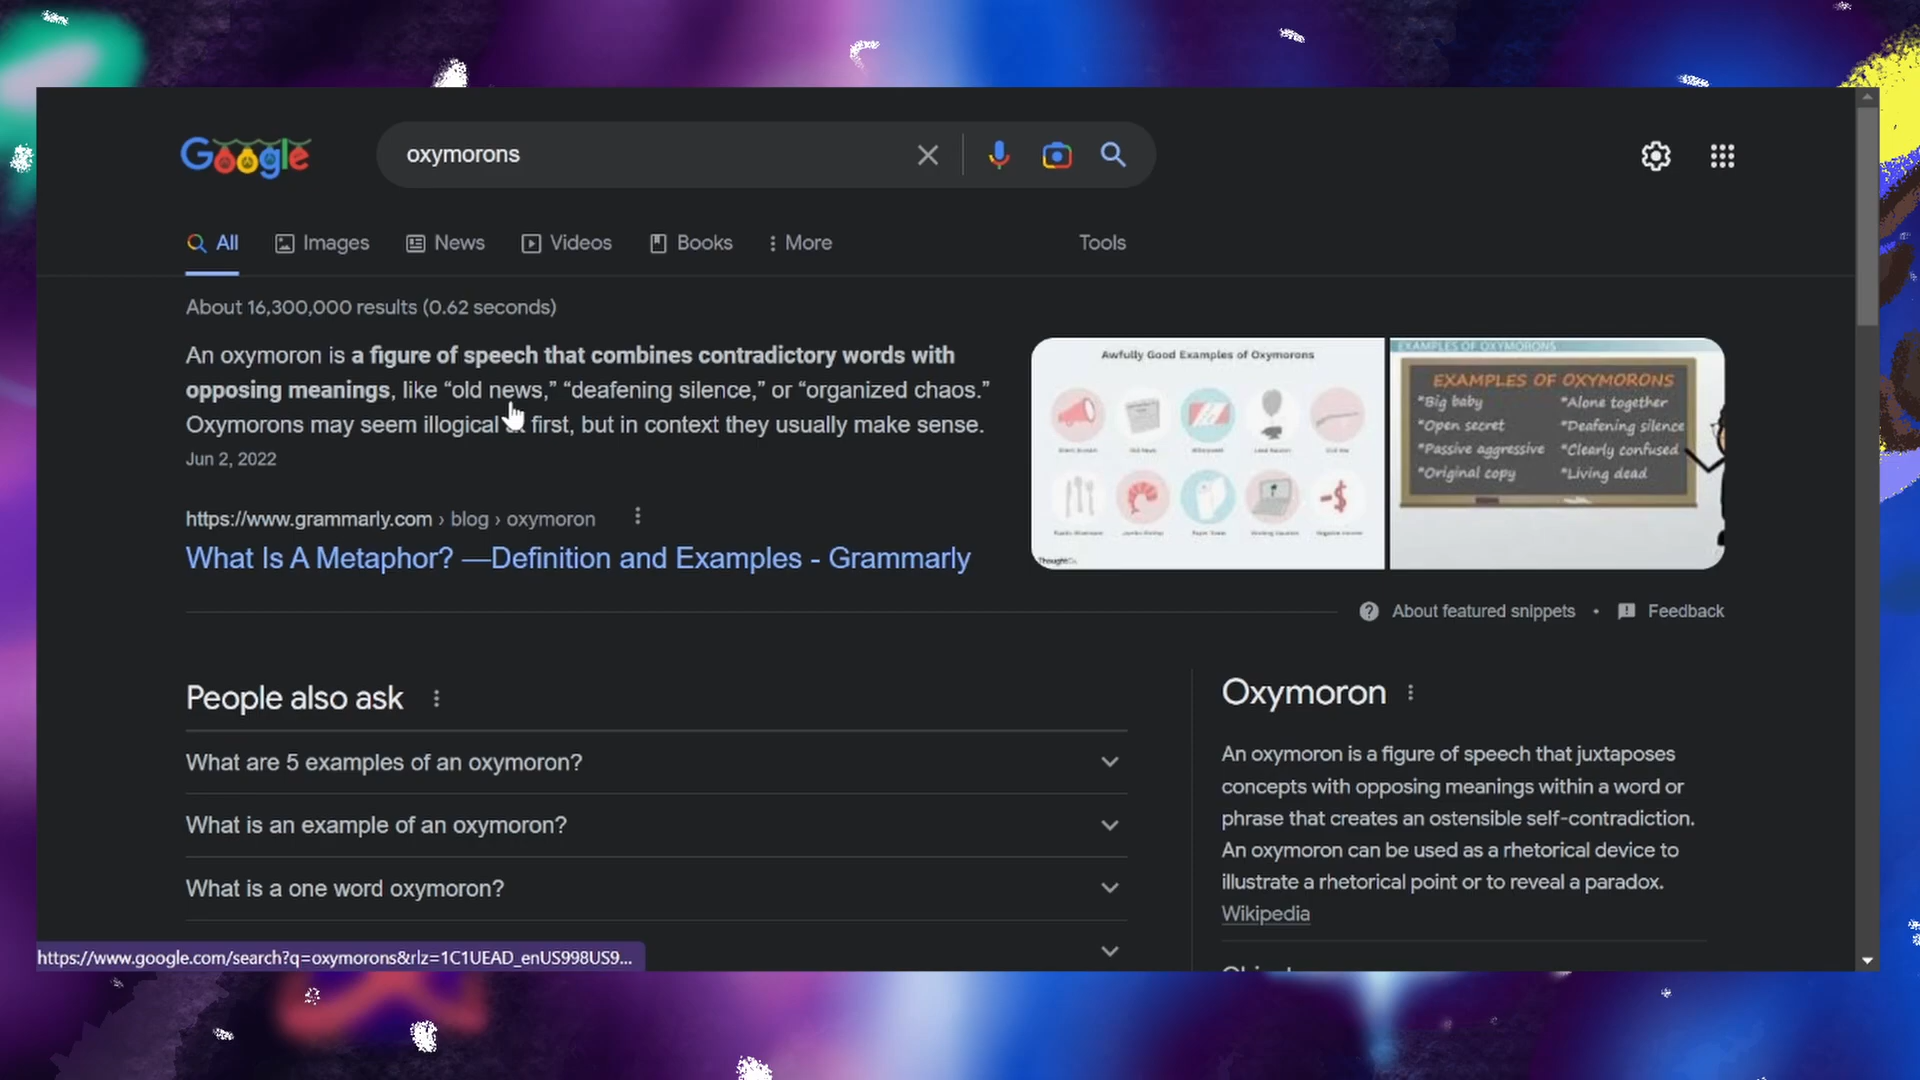 Google
oxymorons
All Images News Videos Books More Tools
About 16,300,000 results (0.62 seconds)
An oxymoron is a figure of speech that combines contradictory words with
opposing meanings, like “old news,” “deafening silence,” or “organized chaos.”
Oxymorons may seem illogical at first, but in context they usually make sense.
Jun 2, 2022
https://www.grammarly.com › blog › oxymoron
What Is A Metaphor? —Definition and Examples - Grammarly
Awfully Good Examples of Oxymorons
ThoughtCo.
EXAMPLES OF OXYMORONS
EXAMPLES OF OXYMORONS
*Big baby *Alone together
*Open secret *Deafening silence
*Passive aggressive *Clearly confused
*Original copy *Living dead
About featured snippets • Feedback
People also ask
What are 5 examples of an oxymoron?
What is an example of an oxymoron?
What is a one word oxymoron?
Oxymoron
An oxymoron is a figure of speech that juxtaposes
concepts with opposing meanings within a word or
phrase that creates an ostensible self-contradiction.
An oxymoron can be used as a rhetorical device to
illustrate a rhetorical point or to reveal a paradox.
Wikipedia
https://www.google.com/search?q=oxymorons&rlz=1C1UEAD_enUS998US9...